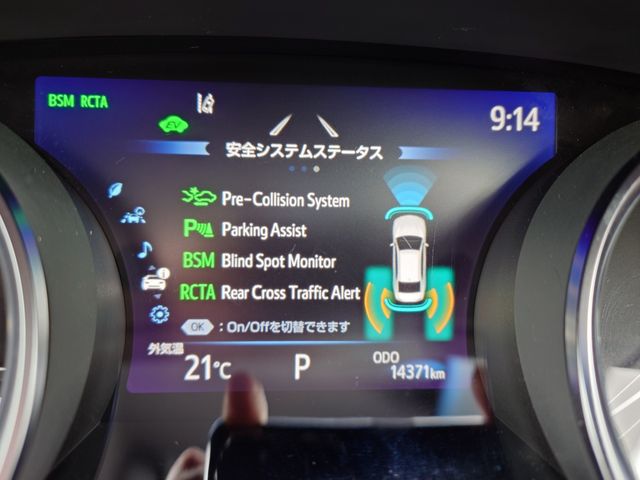 BSM RCTA
EV
9:14
安全システムステータス
Pre-Collision System
P Parking Assist
BSM Blind Spot Monitor
RCTA Rear Cross Traffic Alert
OK : On/Offを切替できます
外気温
21℃
P
ODO
14371km